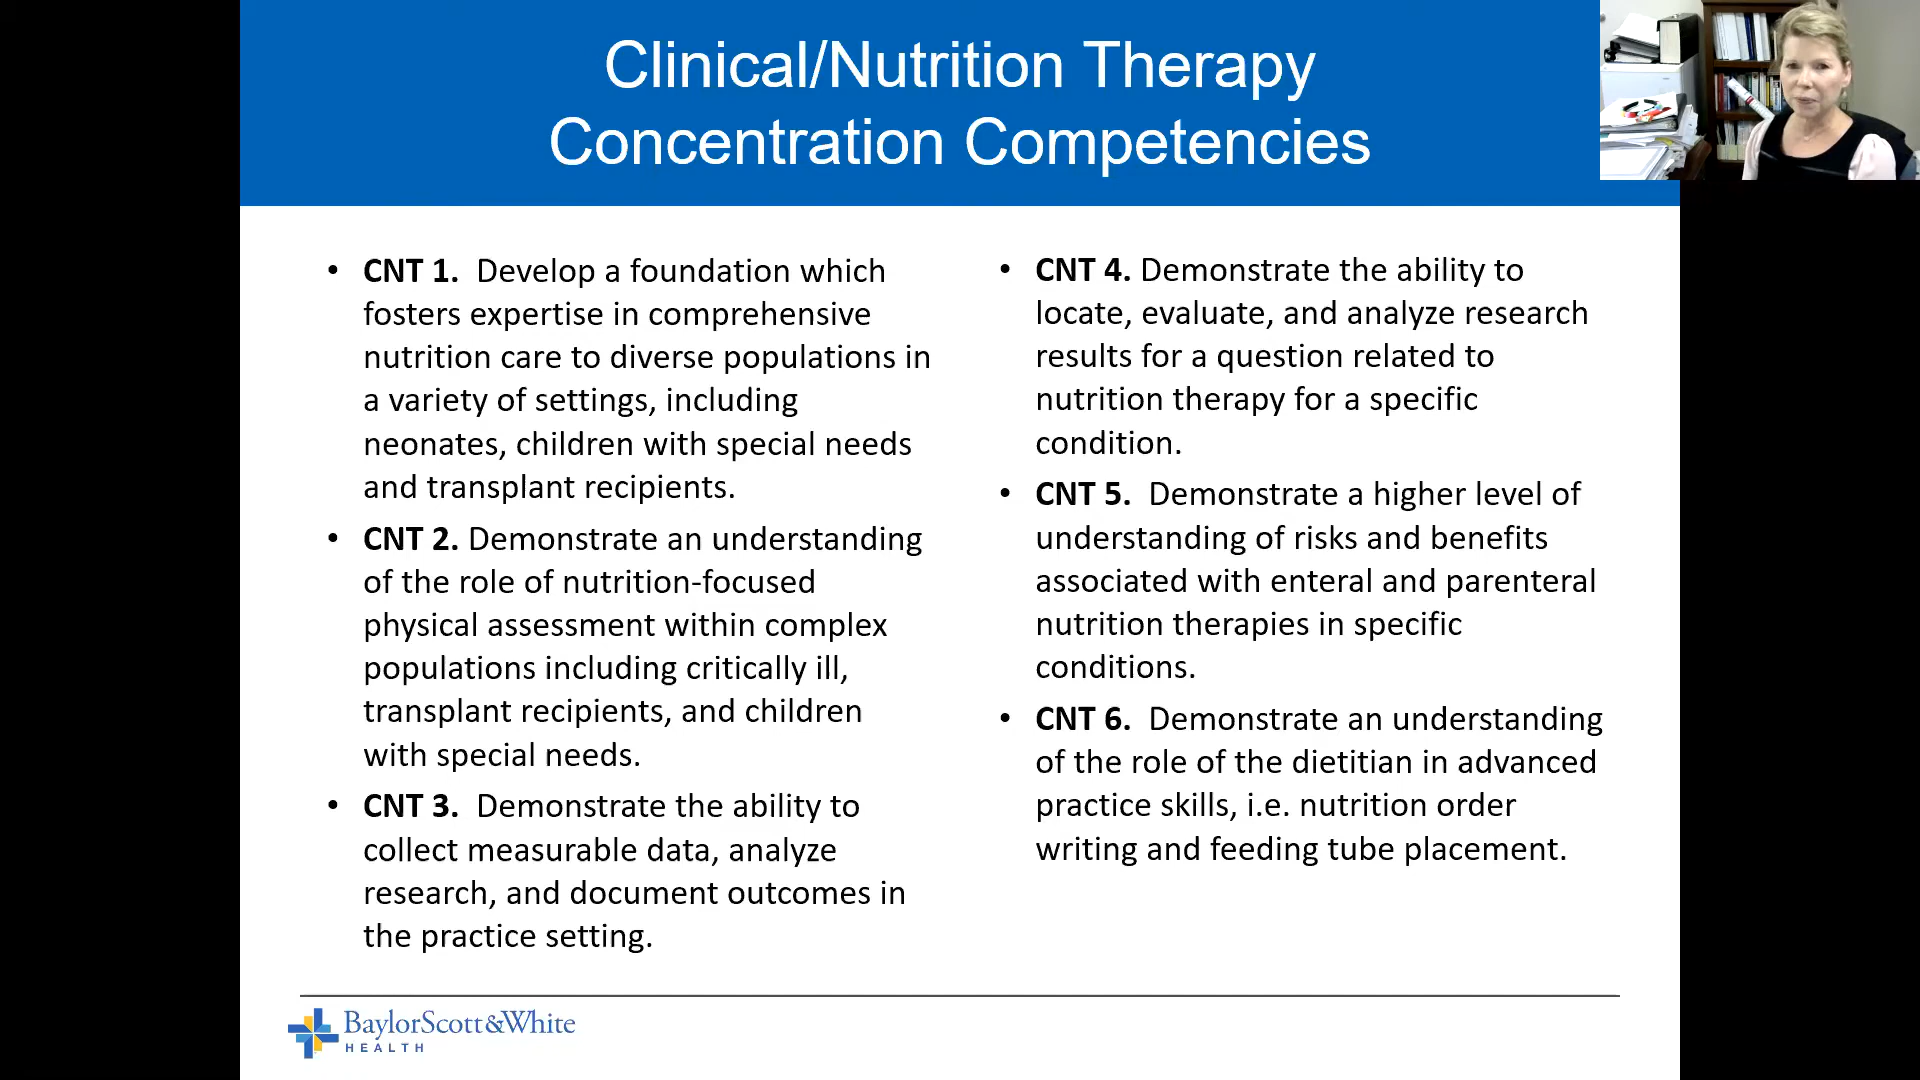 Clinical/Nutrition Therapy
Concentration Competencies
• CNT 1.  Develop a foundation which
fosters expertise in comprehensive
nutrition care to diverse populations in
a variety of settings, including
neonates, children with special needs
and transplant recipients.
• CNT 2. Demonstrate an understanding
of the role of nutrition-focused
physical assessment within complex
populations including critically ill,
transplant recipients, and children
with special needs.
• CNT 3.  Demonstrate the ability to
collect measurable data, analyze
research, and document outcomes in
the practice setting.
• CNT 4. Demonstrate the ability to
locate, evaluate, and analyze research
results for a question related to
nutrition therapy for a specific
condition.
• CNT 5.  Demonstrate a higher level of
understanding of risks and benefits
associated with enteral and parenteral
nutrition therapies in specific
conditions.
• CNT 6.  Demonstrate an understanding
of the role of the dietitian in advanced
practice skills, i.e. nutrition order
writing and feeding tube placement.
BaylorScott&White
HEALTH